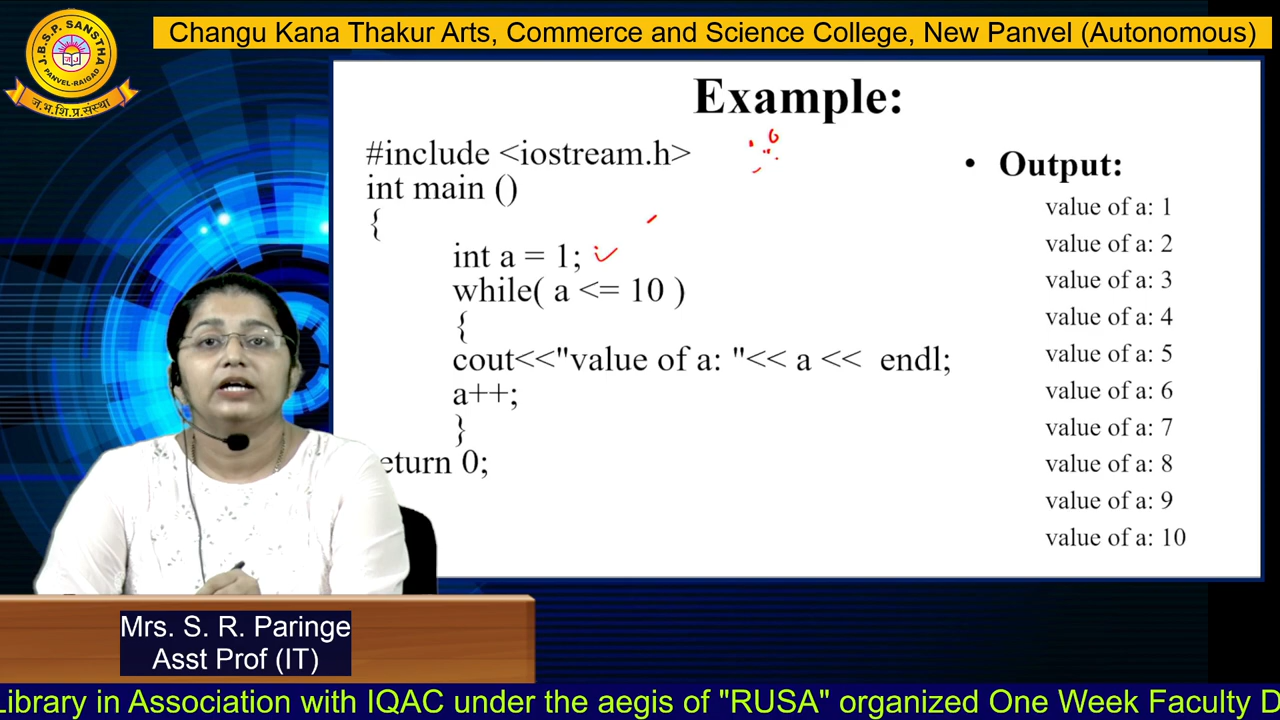 Changu Kana Thakur Arts, Commerce and Science College, New Panvel (Autonomous)
J.B.S.P. SANSTHA
PANVEL-RAIGAD
ज.भ.शि.प्र.संस्था
Example:
#include <iostream.h>
int main ()
{
int a = 1;
while( a <= 10 )
{
cout<<"value of a: "<< a << endl;
a++;
}
eturn 0;
• Output:
value of a: 1
value of a: 2
value of a: 3
value of a: 4
value of a: 5
value of a: 6
value of a: 7
value of a: 8
value of a: 9
value of a: 10
Mrs. S. R. Paringe
Asst Prof (IT)
Library in Association with IQAC under the aegis of "RUSA" organized One Week Faculty D